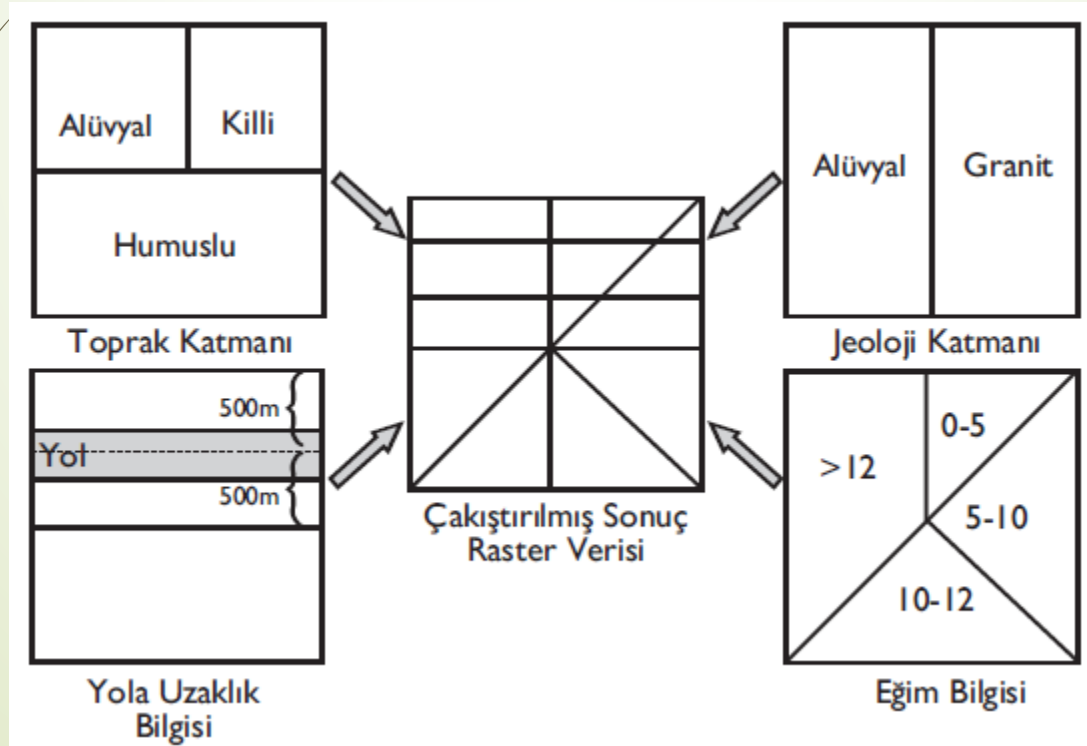 Alüvyal
Killi
Humuslu
Toprak Katmanı
Alüvyal
Granit
Jeoloji Katmanı
500m
Yol
500m
Yola Uzaklık
Bilgisi
Çakıştırılmış Sonuç
Raster Verisi
0-5
>12
5-10
10-12
Eğim Bilgisi